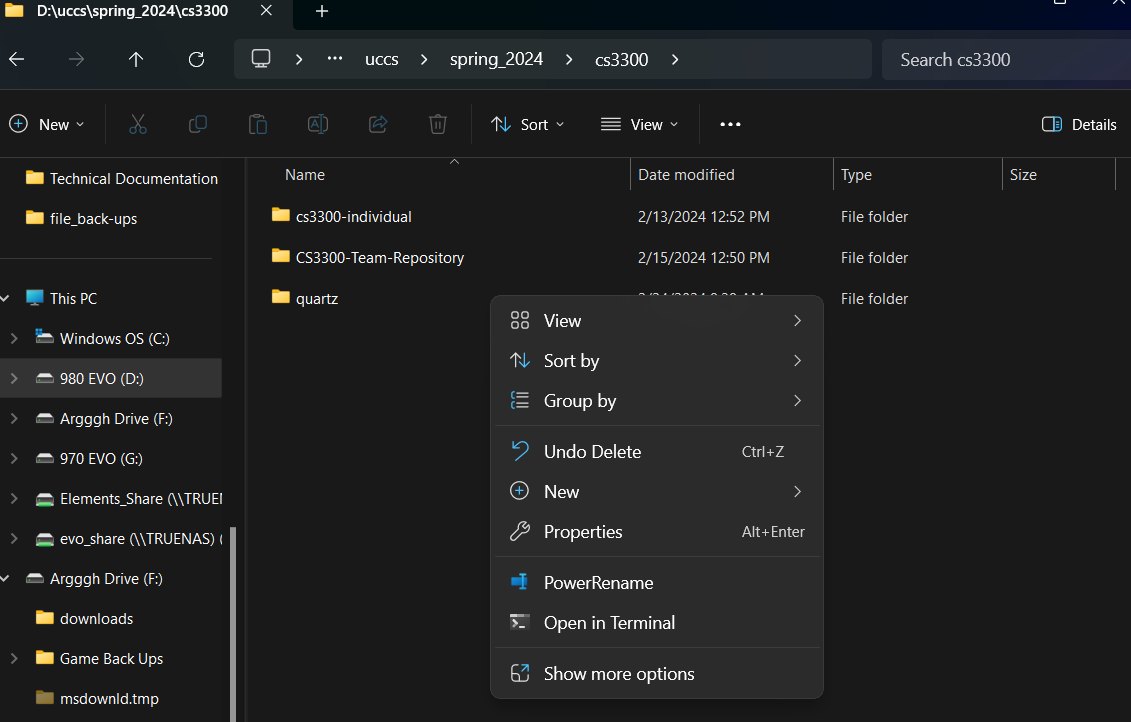 D:\uccs\spring_2024\cs3300
uccs
spring_2024
cs3300
Search cs3300
New
Sort
View
Details
Technical Documentation
file_back-ups
This PC
Windows OS (C:)
980 EVO (D:)
Argggh Drive (F:)
970 EVO (G:)
Elements_Share (\\TRUE
evo_share (\\TRUENAS) (
Argggh Drive (F:)
downloads
Game Back Ups
msdownld.tmp
Name Date modified Type Size
cs3300-individual 2/13/2024 12:52 PM File folder
CS3300-Team-Repository 2/15/2024 12:50 PM File folder
quartz File folder
View
Sort by
Group by
Undo Delete Ctrl+Z
New
Properties Alt+Enter
PowerRename
Open in Terminal
Show more options